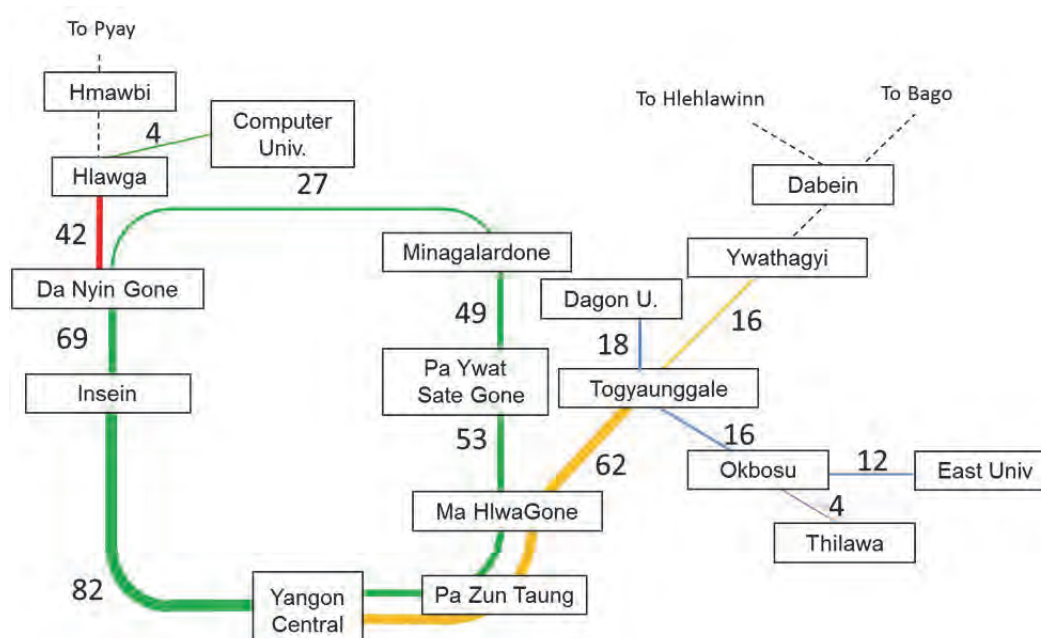 To Pyay
Hmawbi
4
Computer
Univ.
Hlawga
27
42
Da Nyin Gone
69
Insein
82
Yangon
Central
Minagalardone
49
Pa Ywat
Sate Gone
53
Ma HlwaGone
Pa Zun Taung
To Hlehlawinn
To Bago
Dabein
Ywathagyi
Dagon U.
16
18
Togyaunggale
62
16
Okbosu
12
East Univ
4
Thilawa